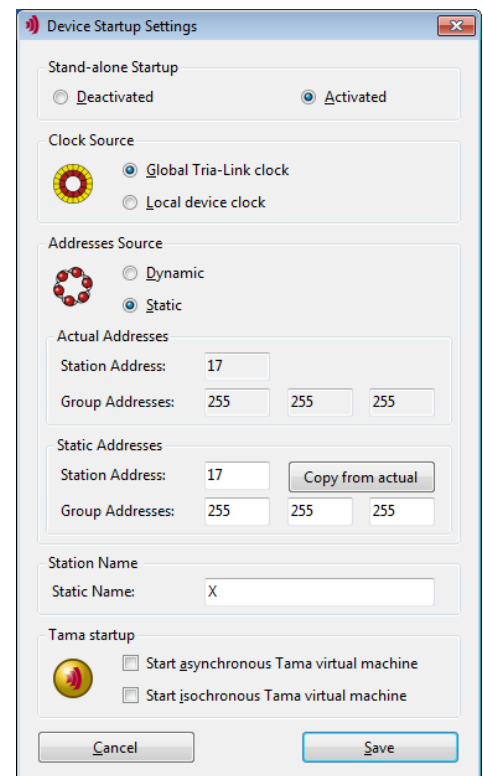 Device Startup Settings
Stand-alone Startup
Deactivated Activated
Clock Source
Global Tria-Link clock
Local device clock
Addresses Source
Dynamic
Static
Actual Addresses
Station Address: 17
Group Addresses: 255 255 255
Static Addresses
Station Address: 17 Copy from actual
Group Addresses: 255 255 255
Station Name
Static Name: X
Tama startup
Start asynchronous Tama virtual machine
Start isochronous Tama virtual machine
Cancel Save